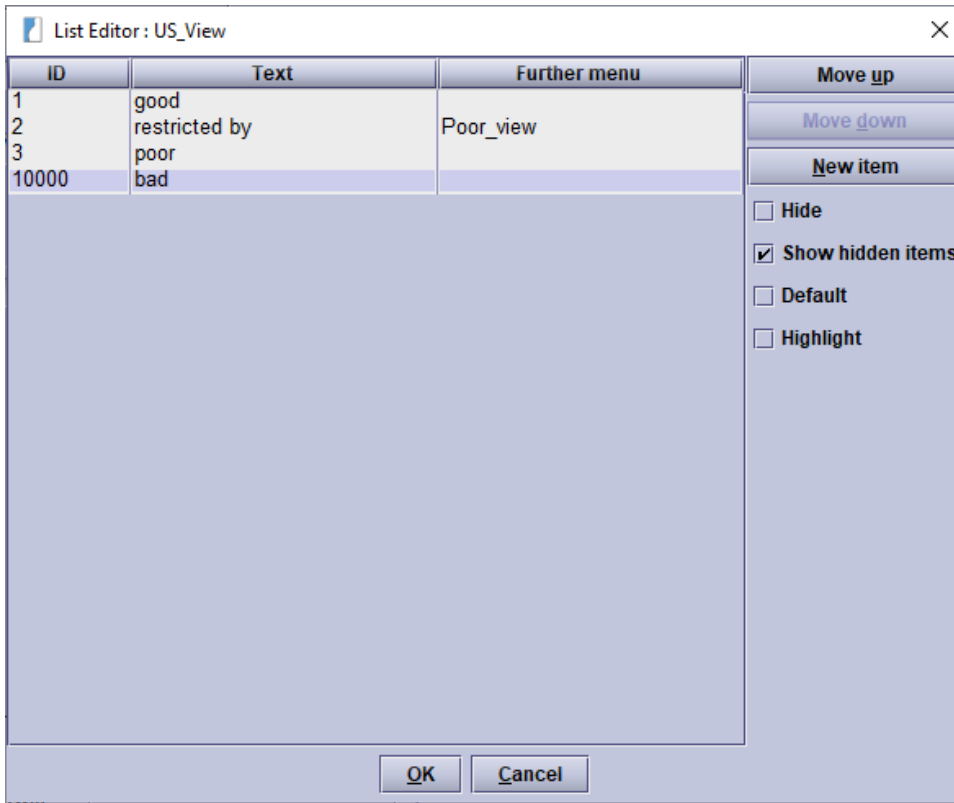 List Editor : US_View
ID Text Further menu
1 good
2 restricted by Poor_view
3 poor
10000 bad
Move up
Move down
New item
Hide
Show hidden items
Default
Highlight
OK Cancel